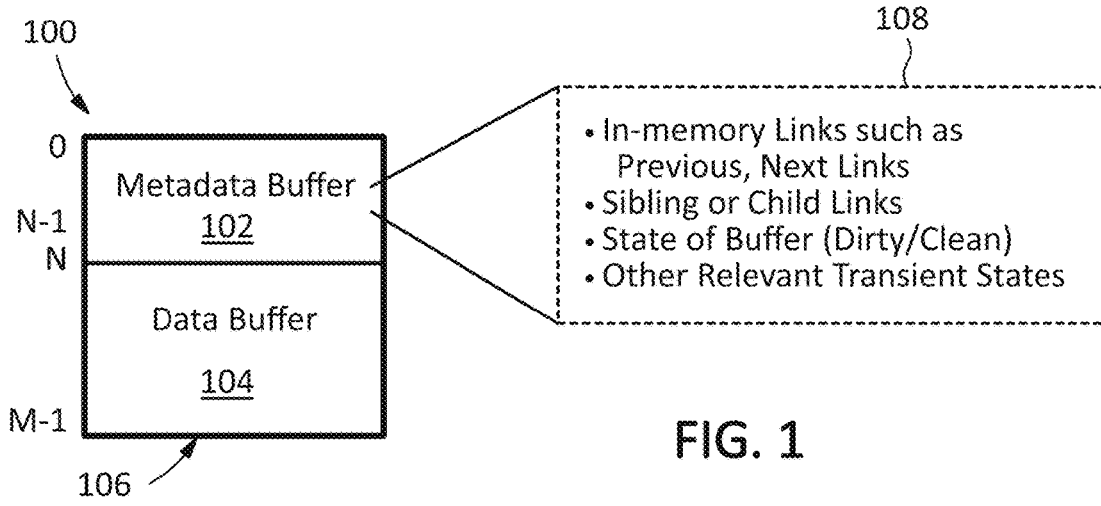 100
108
0
Metadata Buffer
102
N-1
N
Data Buffer
104
M-1
106
• In-memory Links such as
Previous, Next Links
• Sibling or Child Links
• State of Buffer (Dirty/Clean)
• Other Relevant Transient States
FIG. 1